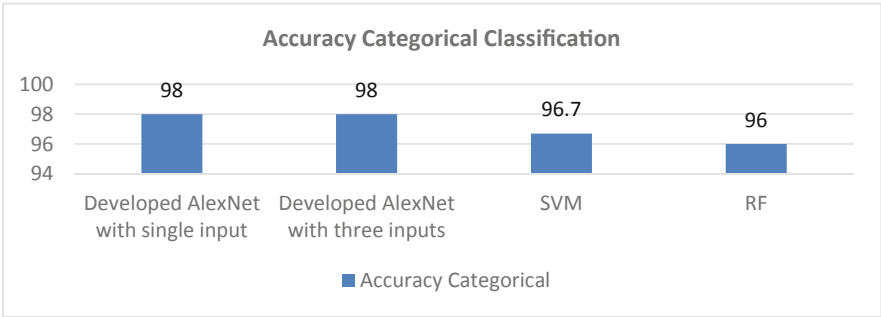 Accuracy Categorical Classification
100
98
96
94
98
98
96.7
96
Developed AlexNet
with single input
Developed AlexNet
with three inputs
SVM
RF
Accuracy Categorical